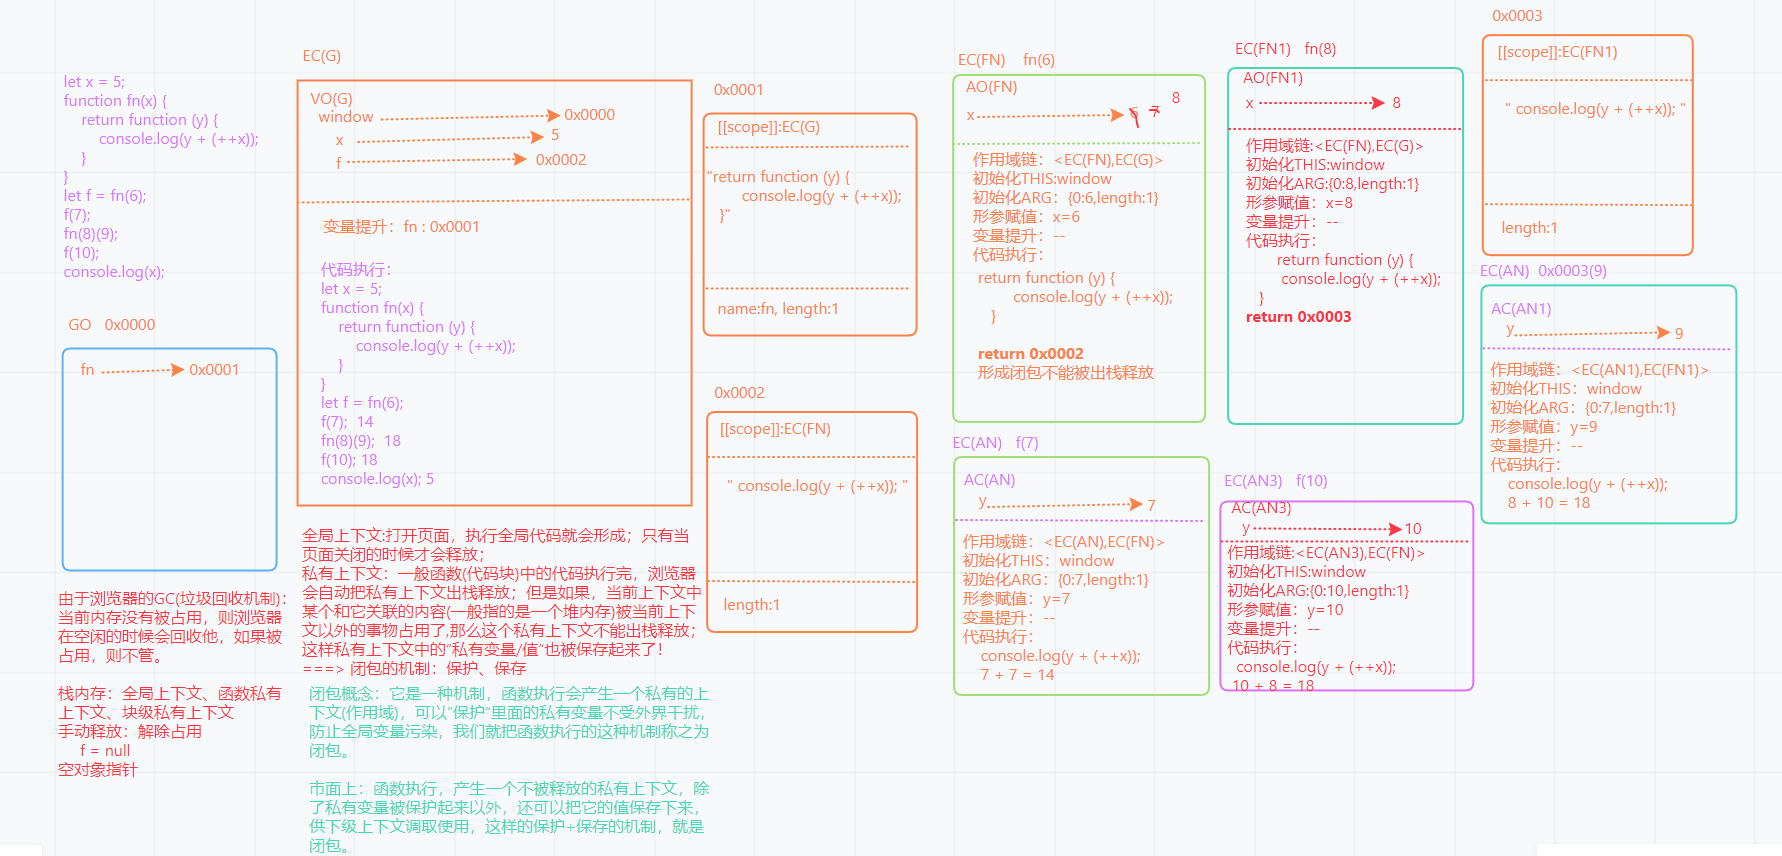 let x = 5;
function fn(x) {
return function (y) {
console.log(y + (++x));
}
}
let f = fn(6);
f(7);
fn(8)(9);
f(10);
console.log(x);
GO 0x0000
fn 0x0001
由于浏览器的GC(垃圾回收机制)：
当前内存没有被占用，则浏览器
在空闲的时候会回收他，如果被
占用，则不管。
栈内存：全局上下文、函数私有
上下文、块级私有上下文
手动释放：解除占用
f = null
空对象指针
EC(G)
VO(G)
window 0x0000
x 5
f 0x0002
变量提升：fn : 0x0001
代码执行：
let x = 5;
function fn(x) {
return function (y) {
console.log(y + (++x));
}
}
let f = fn(6);
f(7); 14
fn(8)(9); 18
f(10); 18
console.log(x); 5
全局上下文:打开页面，执行全局代码就会形成；只有当
页面关闭的时候才会释放；
私有上下文：一般函数(代码块)中的代码执行完，浏览器
会自动把私有上下文出栈释放；但是如果，当前上下文中
某个和它关联的内容(一般指的是一个堆内存)被当前上下
文以外的事物占用了,那么这个私有上下文不能出栈释放；
这样私有上下文中的“私有变量/值”也被保存起来了！
===> 闭包的机制：保护、保存
闭包概念：它是一种机制，函数执行会产生一个私有的上
下文(作用域)，可以“保护”里面的私有变量不受外界干扰，
防止全局变量污染，我们就把函数执行的这种机制称之为
闭包。
市面上：函数执行，产生一个不被释放的私有上下文，除
了私有变量被保护起来以外，还可以把它的值保存下来，
供下级上下文调取使用，这样的保护+保存的机制，就是
闭包。
0x0001
[[scope]]:EC(G)
"return function (y) {
console.log(y + (++x));
}"
name:fn, length:1
0x0002
[[scope]]:EC(FN)
" console.log(y + (++x)); "
length:1
EC(FN) fn(6)
AO(FN)
x 6 7 8
作用域链：<EC(FN),EC(G)>
初始化THIS:window
初始化ARG：{0:6,length:1}
形参赋值：x=6
变量提升：--
代码执行：
return function (y) {
console.log(y + (++x));
}
return 0x0002
形成闭包不能被出栈释放
EC(AN) f(7)
AC(AN)
y 7
作用域链：<EC(AN),EC(FN)>
初始化THIS：window
初始化ARG：{0:7,length:1}
形参赋值：y=7
变量提升：--
代码执行：
console.log(y + (++x));
7 + 7 = 14
EC(FN1) fn(8)
AO(FN1)
x 8
作用域链:<EC(FN),EC(G)>
初始化THIS:window
初始化ARG:{0:8,length:1}
形参赋值：x=8
变量提升：--
代码执行：
return function (y) {
console.log(y + (++x));
}
return 0x0003
EC(AN3) f(10)
AC(AN3)
y 10
作用域链:<EC(AN3),EC(FN)>
初始化THIS:window
初始化ARG:{0:10,length:1}
形参赋值：y=10
变量提升：--
代码执行：
console.log(y + (++x));
10 + 8 = 18
0x0003
[[scope]]:EC(FN1)
" console.log(y + (++x)); "
length:1
EC(AN) 0x0003(9)
AC(AN1)
y 9
作用域链：<EC(AN1),EC(FN1)>
初始化THIS：window
初始化ARG：{0:7,length:1}
形参赋值：y=9
变量提升：--
代码执行：
console.log(y + (++x));
8 + 10 = 18